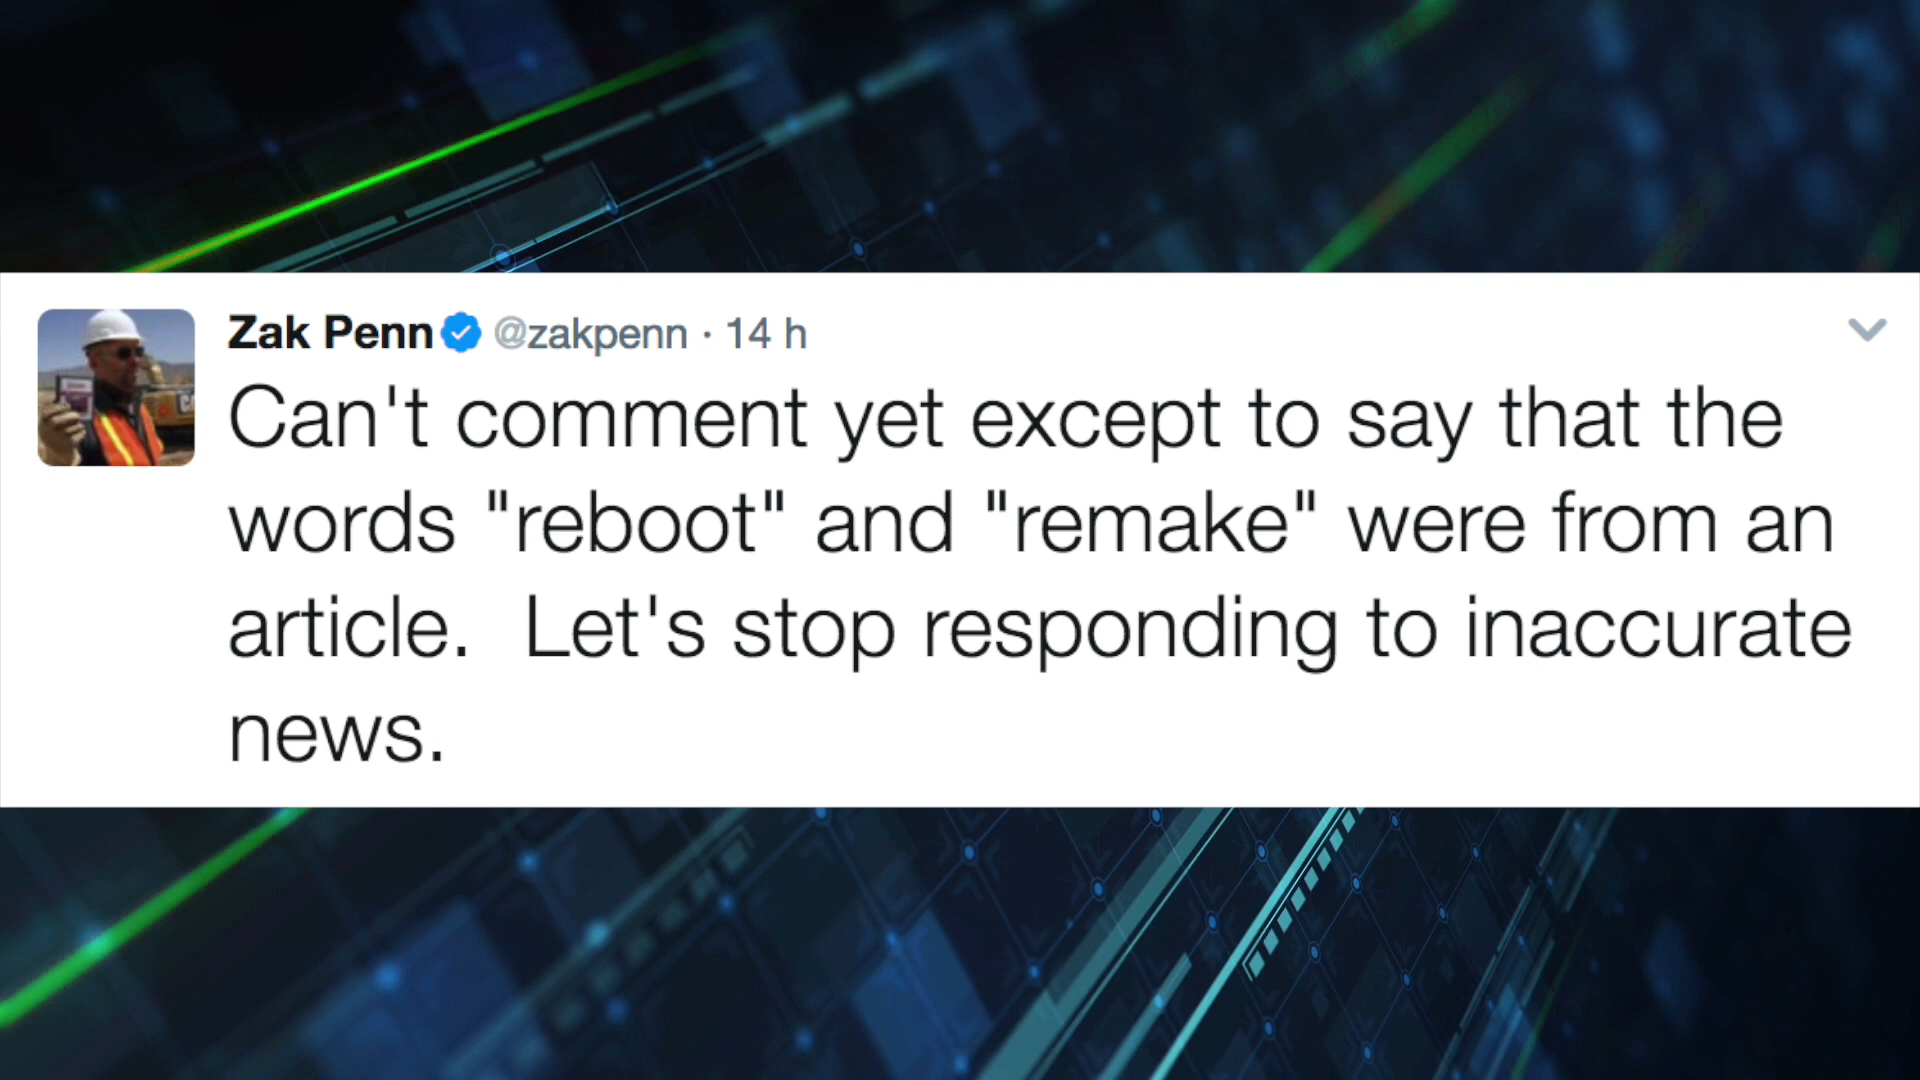 Zak Penn @zakpenn · 14 h
Can't comment yet except to say that the
words "reboot" and "remake" were from an
article.  Let's stop responding to inaccurate
news.